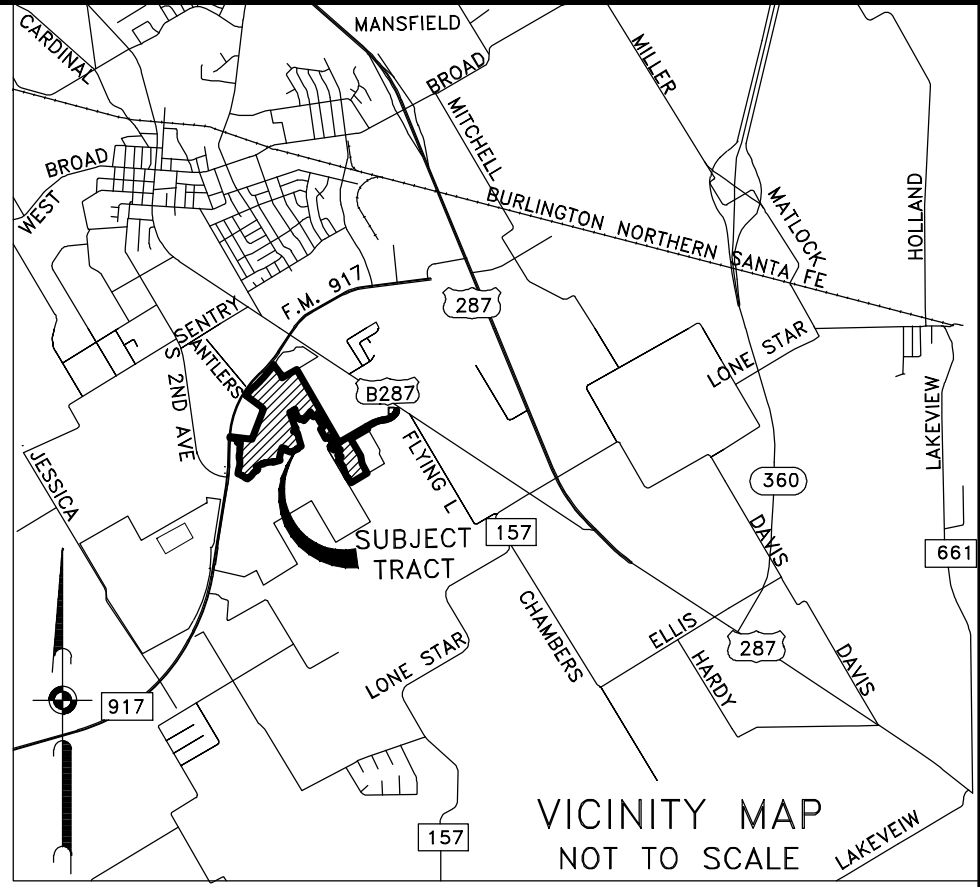 MANSFIELD
CARDINAL
BROAD
MILLER
MITCHELL
BROAD
WEST
BURLINGTON NORTHERN SANTA FE
MATLOCK
HOLLAND
F.M. 917
287
SENTRY
ANTLERS
S 2ND AVE
LONE STAR
B287
LAKEVIEW
FLYING L
JESSICA
360
SUBJECT
TRACT
157
DAVIS
661
CHAMBERS
ELLIS
287
HARDY
DAVIS
LONE STAR
917
VICINITY MAP
NOT TO SCALE
157
LAKEVEIW